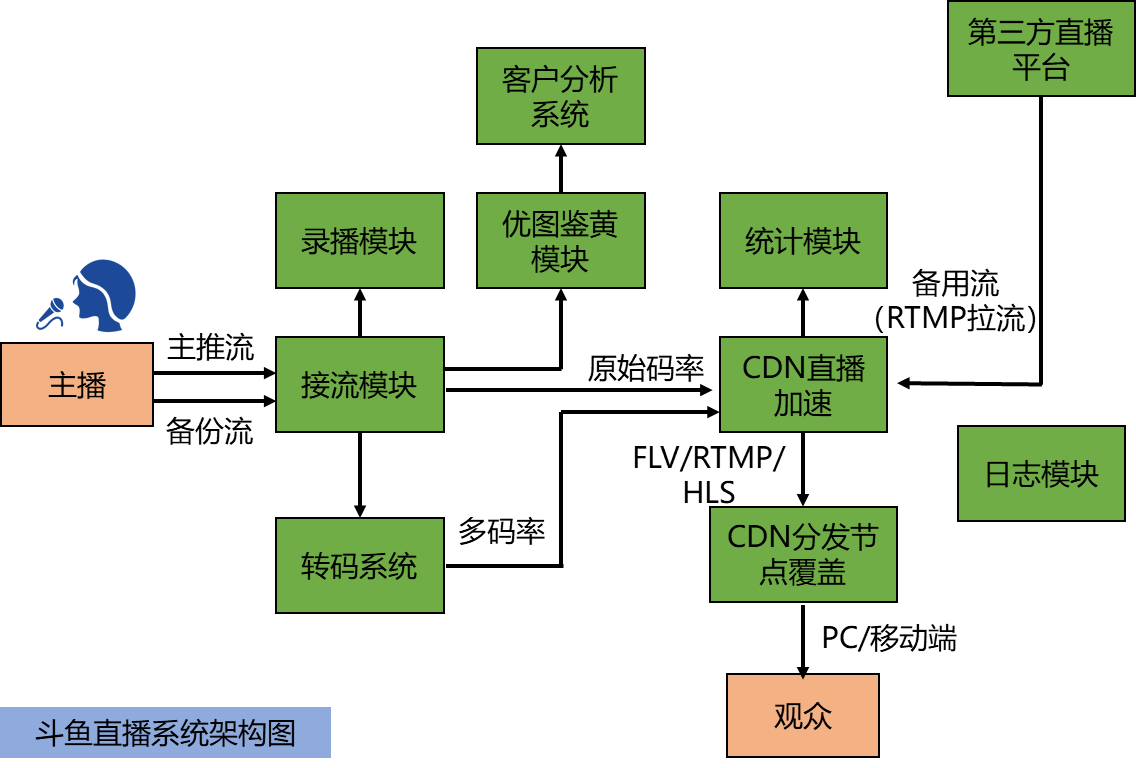 第三方直播
平台
客户分析
系统
录播模块
优图鉴黄
模块
统计模块
备用流
（RTMP拉流）
主播
主推流
备份流
接流模块
原始码率
CDN直播
加速
FLV/RTMP/
HLS
日志模块
转码系统
多码率
CDN分发节
点覆盖
PC/移动端
观众
斗鱼直播系统架构图